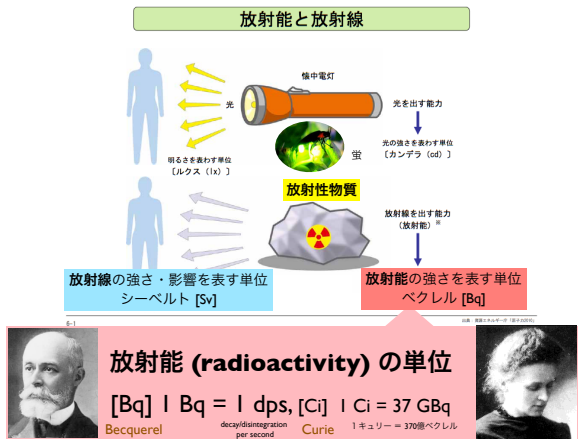 放射能と放射線
懐中電灯
光
光を出す能力
蛍
光の強さを表わす単位
［カンデラ（cd）］
明るさを表わす単位
［ルクス（lx）］
放射性物質
放射線を出す能力
（放射能）※
放射線の強さ・影響を表す単位
シーベルト [Sv]
放射能の強さを表す単位
ベクレル [Bq]
6-1
放射能 (radioactivity) の単位
[Bq] 1 Bq = 1 dps, [Ci] 1 Ci = 37 GBq
Becquerel
decay/disintegration
per second
Curie
1 キュリー = 370億ベクレル